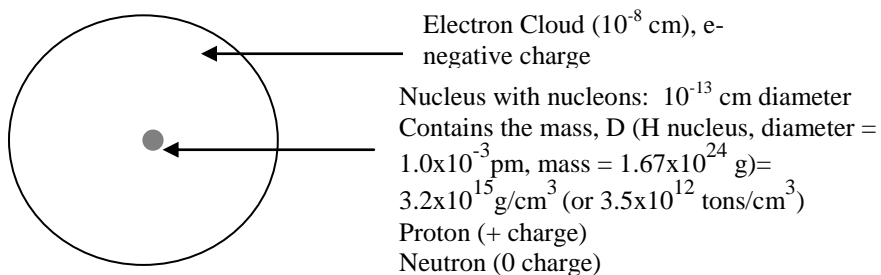 Electron Cloud (10⁻⁸ cm), e-
negative charge
Nucleus with nucleons: 10⁻¹³ cm diameter
Contains the mass, D (H nucleus, diameter =
1.0x10⁻³pm, mass = 1.67x10²⁴ g)=
3.2x10¹⁵g/cm³ (or 3.5x10¹² tons/cm³)
Proton (+ charge)
Neutron (0 charge)